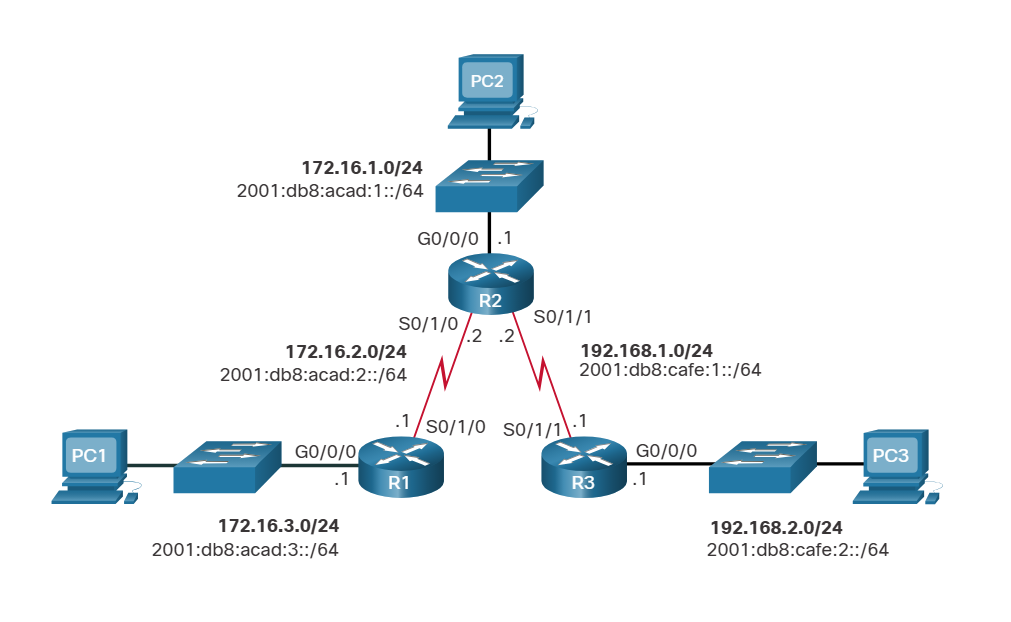 PC2
172.16.1.0/24
2001:db8:acad:1::/64
G0/0/0 .1
R2
S0/1/0 S0/1/1
.2 .2
172.16.2.0/24
2001:db8:acad:2::/64
192.168.1.0/24
2001:db8:cafe:1::/64
.1 S0/1/0
S0/1/1 .1
PC1
G0/0/0
.1
R1
R3
G0/0/0
.1
PC3
172.16.3.0/24
2001:db8:acad:3::/64
192.168.2.0/24
2001:db8:cafe:2::/64